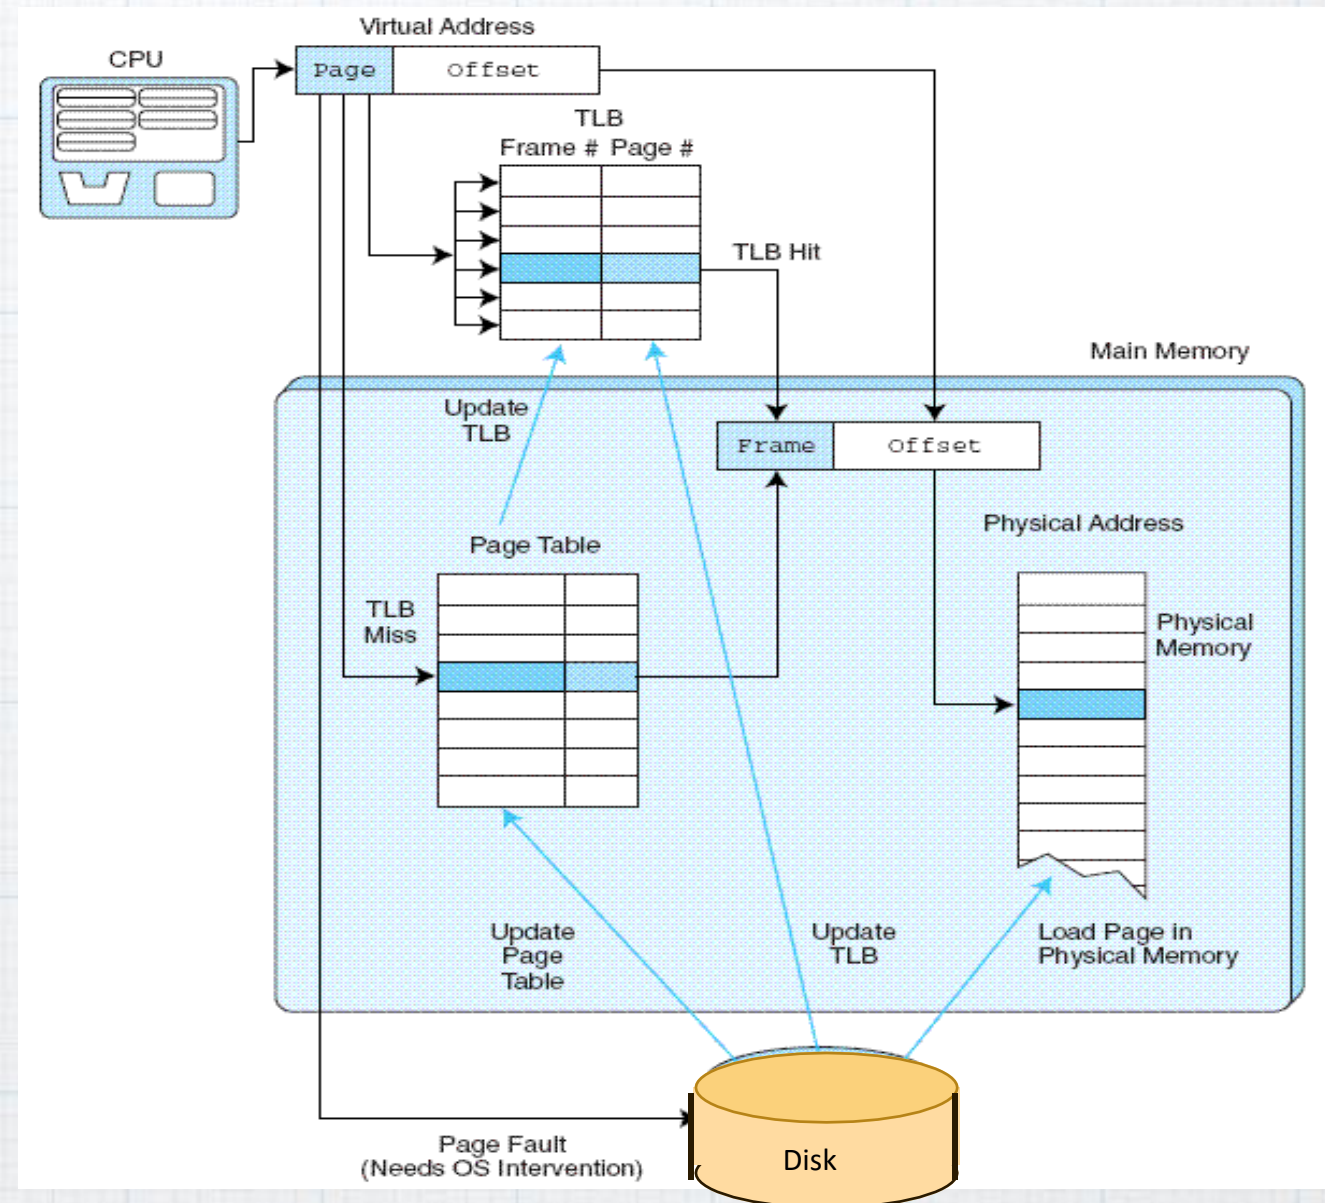 Virtual Address
CPU
Page
Offset
TLB
Frame #
Page #
TLB Hit
Main Memory
Update
TLB
Frame
Offset
Physical Address
Page Table
TLB
Miss
Physical
Memory
Update
Page
Table
Update
TLB
Load Page in
Physical Memory
Page Fault
(Needs OS Intervention)
Disk